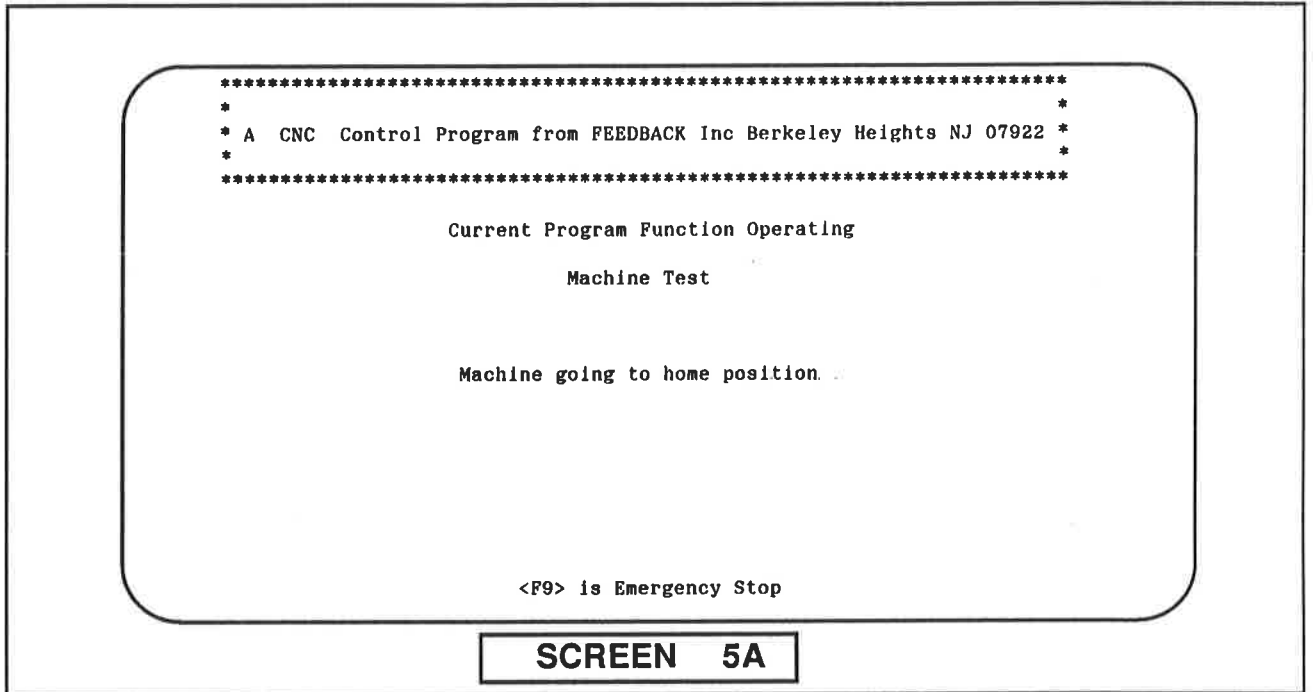 ***********************************************************************
* *
* A CNC Control Program from FEEDBACK Inc Berkeley Heights NJ 07922 *
* *
***********************************************************************
Current Program Function Operating
Machine Test
Machine going to home position.
<F9> is Emergency Stop
SCREEN 5A